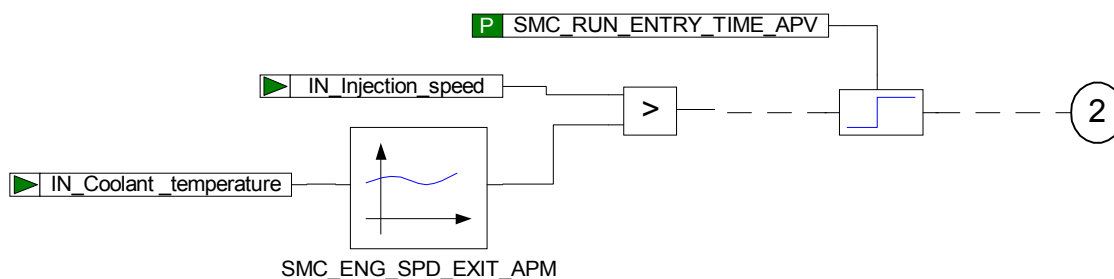 P SMC_RUN_ENTRY_TIME_APV
IN_Injection_speed
>
2
IN_Coolant _temperature
SMC_ENG_SPD_EXIT_APM